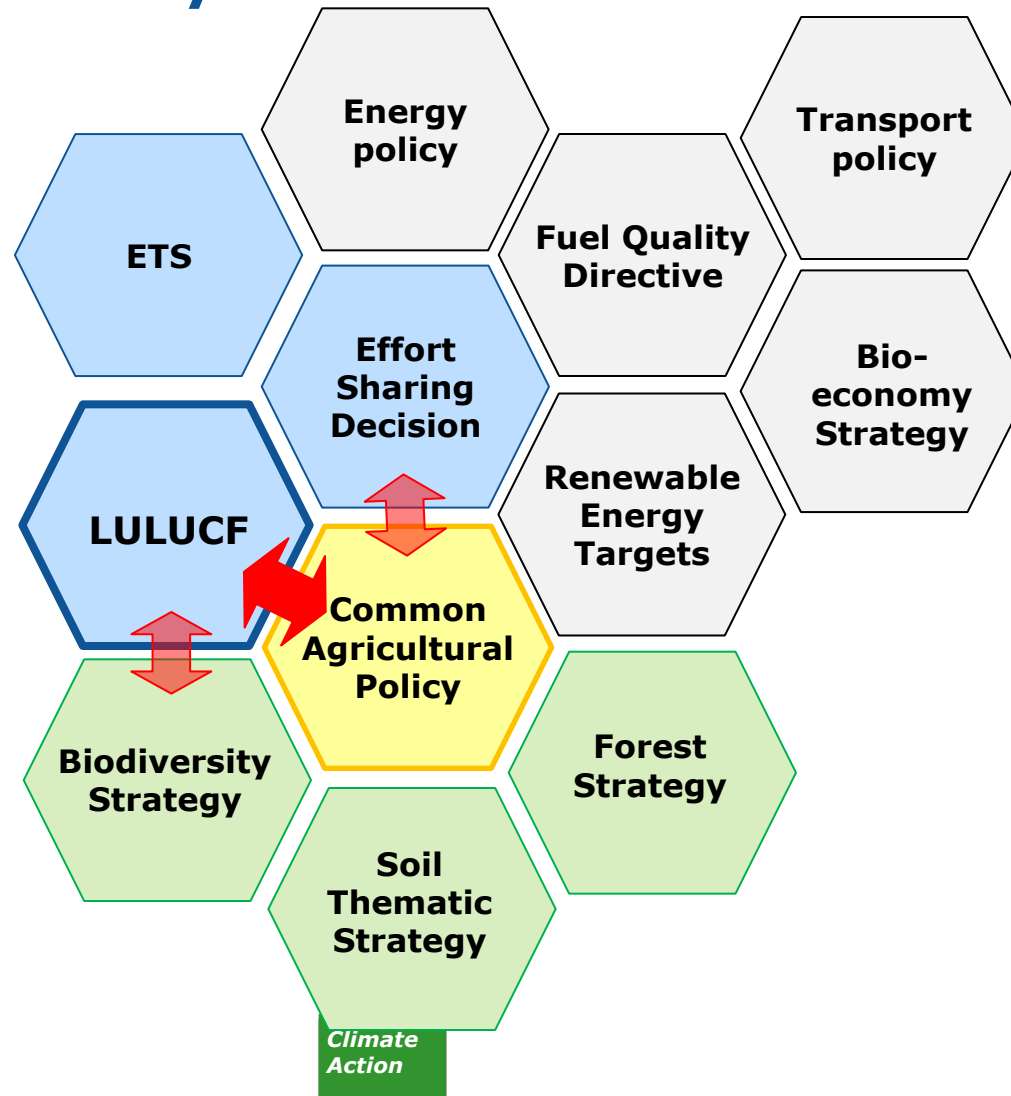 Energy
policy
Transport
policy
ETS
Fuel Quality
Directive
Effort
Sharing
Decision
Bio-
economy
Strategy
LULUCF
Renewable
Energy
Targets
Common
Agricultural
Policy
Biodiversity
Strategy
Forest
Strategy
Soil
Thematic
Strategy
Climate
Action